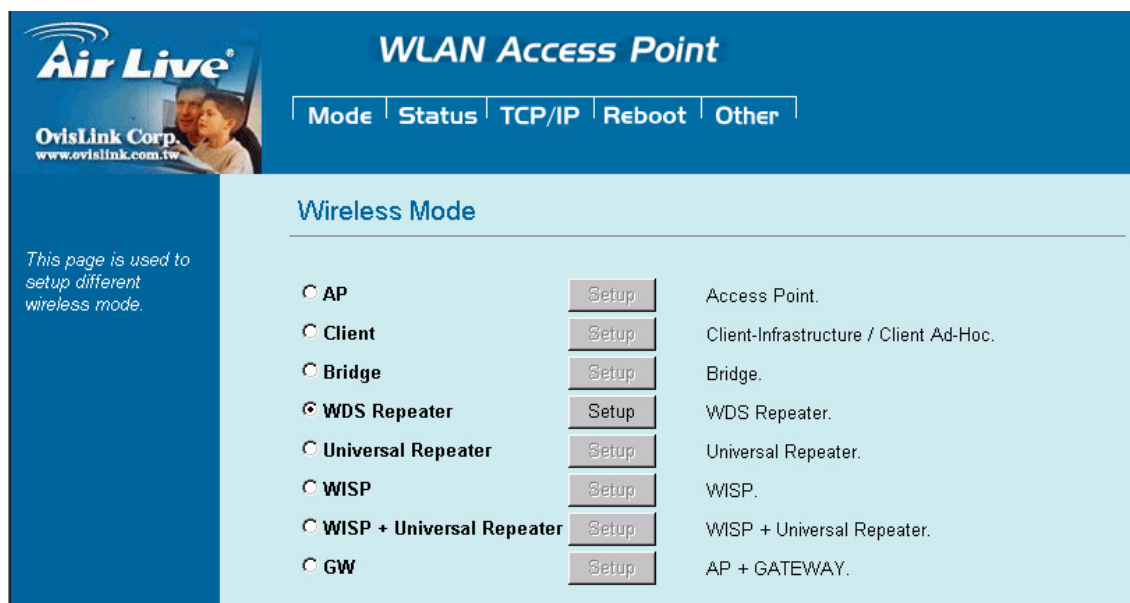 Air Live®
OvisLink Corp.
www.ovislink.com.tw
WLAN Access Point
Mode Status TCP/IP Reboot Other
This page is used to
setup different
wireless mode.
Wireless Mode
AP Setup Access Point.
Client Setup Client-Infrastructure / Client Ad-Hoc.
Bridge Setup Bridge.
WDS Repeater Setup WDS Repeater.
Universal Repeater Setup Universal Repeater.
WISP Setup WISP.
WISP + Universal Repeater Setup WISP + Universal Repeater.
GW Setup AP + GATEWAY.